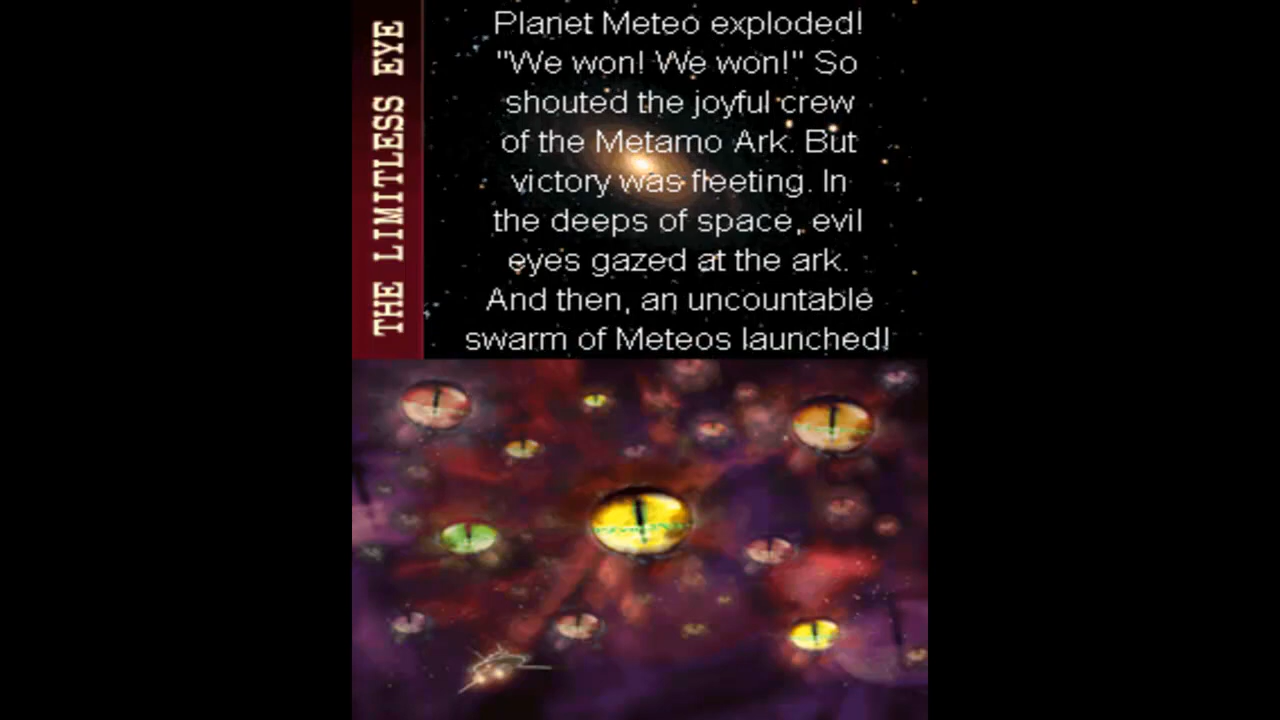 THE LIMITLESS EYE
Planet Meteo exploded!
"We won! We won!" So
shouted the joyful crew
of the Metamo Ark. But
victory was fleeting. In
the deeps of space, evil
eyes gazed at the ark.
And then, an uncountable
swarm of Meteos launched!